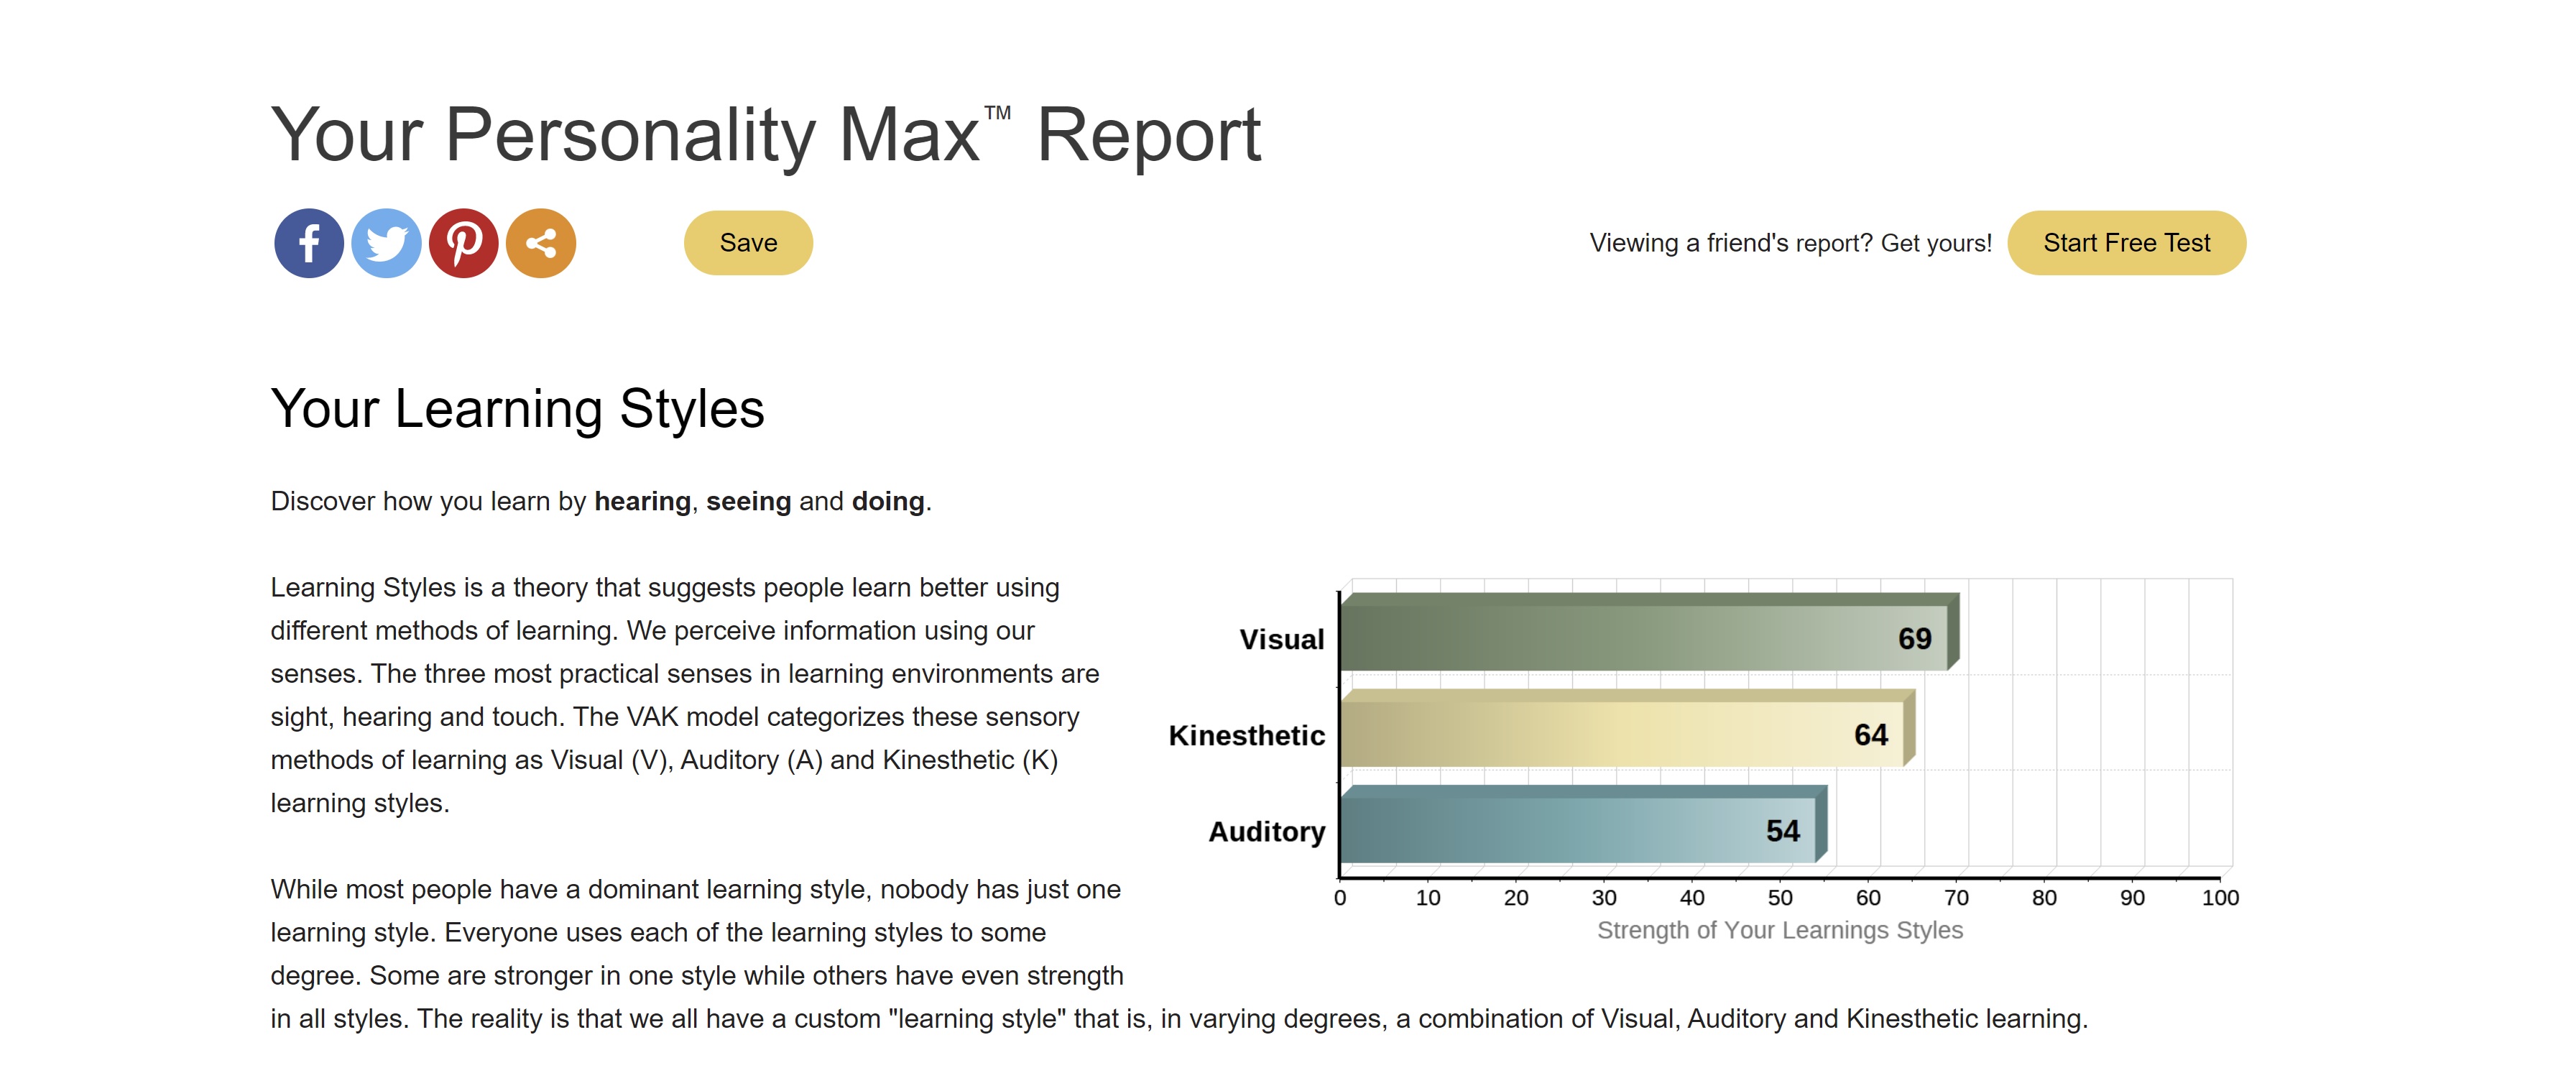 Your Personality Max™ Report
Save
Viewing a friend's report? Get yours!
Start Free Test
Your Learning Styles
Discover how you learn by hearing, seeing and doing.
Learning Styles is a theory that suggests people learn better using
different methods of learning. We perceive information using our
senses. The three most practical senses in learning environments are
sight, hearing and touch. The VAK model categorizes these sensory
methods of learning as Visual (V), Auditory (A) and Kinesthetic (K)
learning styles.
While most people have a dominant learning style, nobody has just one
learning style. Everyone uses each of the learning styles to some
degree. Some are stronger in one style while others have even strength
in all styles. The reality is that we all have a custom "learning style" that is, in varying degrees, a combination of Visual, Auditory and Kinesthetic learning.
Visual 69
Kinesthetic 64
Auditory 54
0 10 20 30 40 50 60 70 80 90 100
Strength of Your Learnings Styles